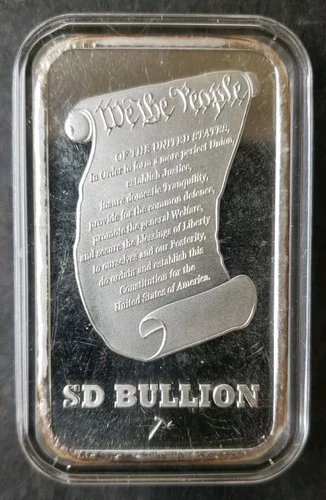 We the People
OF THE UNITED STATES,
in Order to form a more perfect Union,
establish Justice,
insure domestic Tranquility,
provide for the common defence,
promote the general Welfare,
and secure the Blessings of Liberty
to ourselves and our Posterity,
do ordain and establish this
Constitution for the
United States of America.
SD BULLION